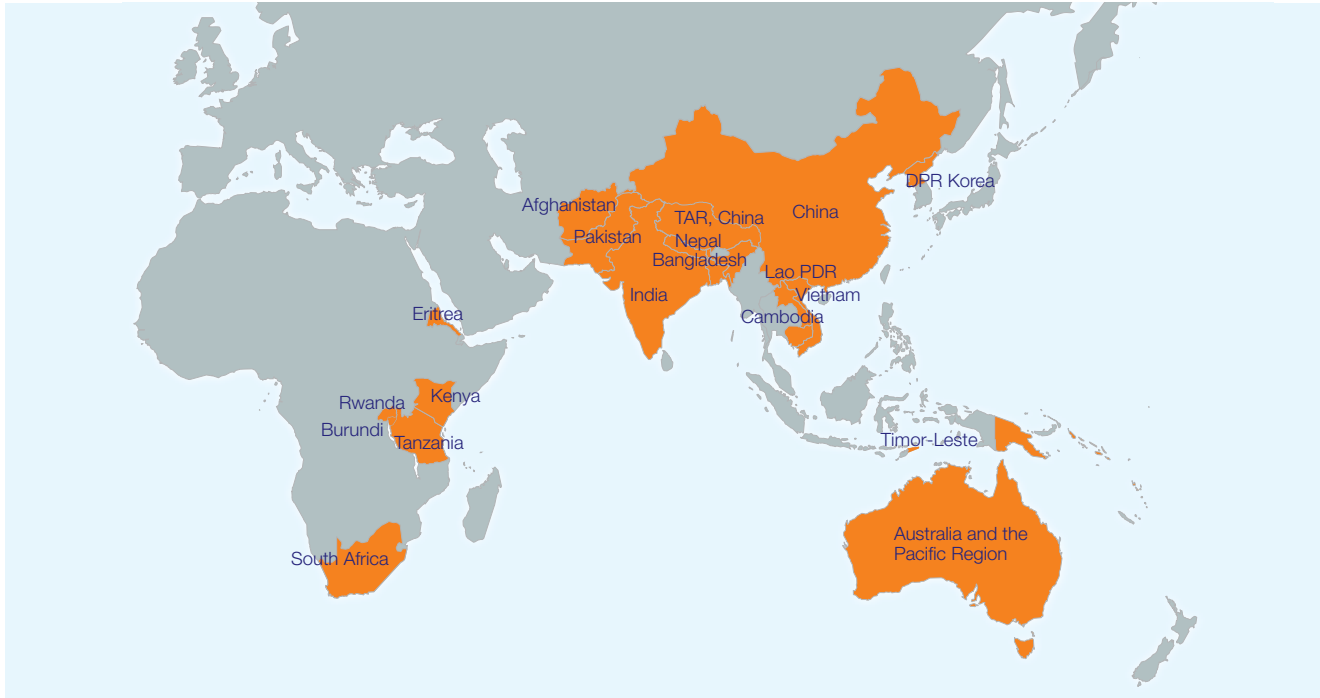 DPR Korea
Afghanistan
China
TAR, China
Pakistan
Nepal
Bangladesh
Lao PDR
India
Vietnam
Eritrea
Cambodia
Kenya
Rwanda
Burundi
Timor-Leste
Tanzania
Australia and the
Pacific Region
South Africa